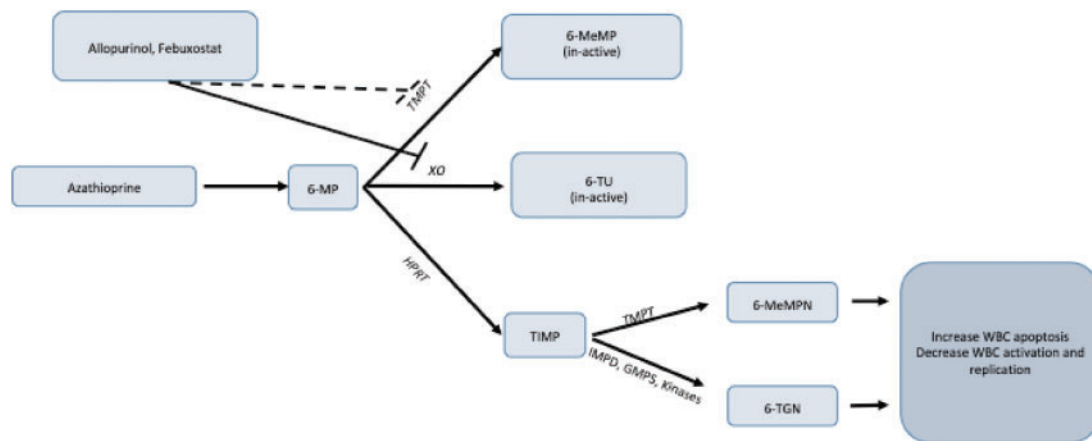 Allopurinol, Febuxostat
6-MeMP
(in-active)
TMPT
XO
Azathioprine
6-MP
6-TU
(in-active)
HPRT
TIMP
TMPT
6-MeMPN
IMPD, GMPS, Kinases
6-TGN
Increase WBC apoptosis
Decrease WBC activation and
replication